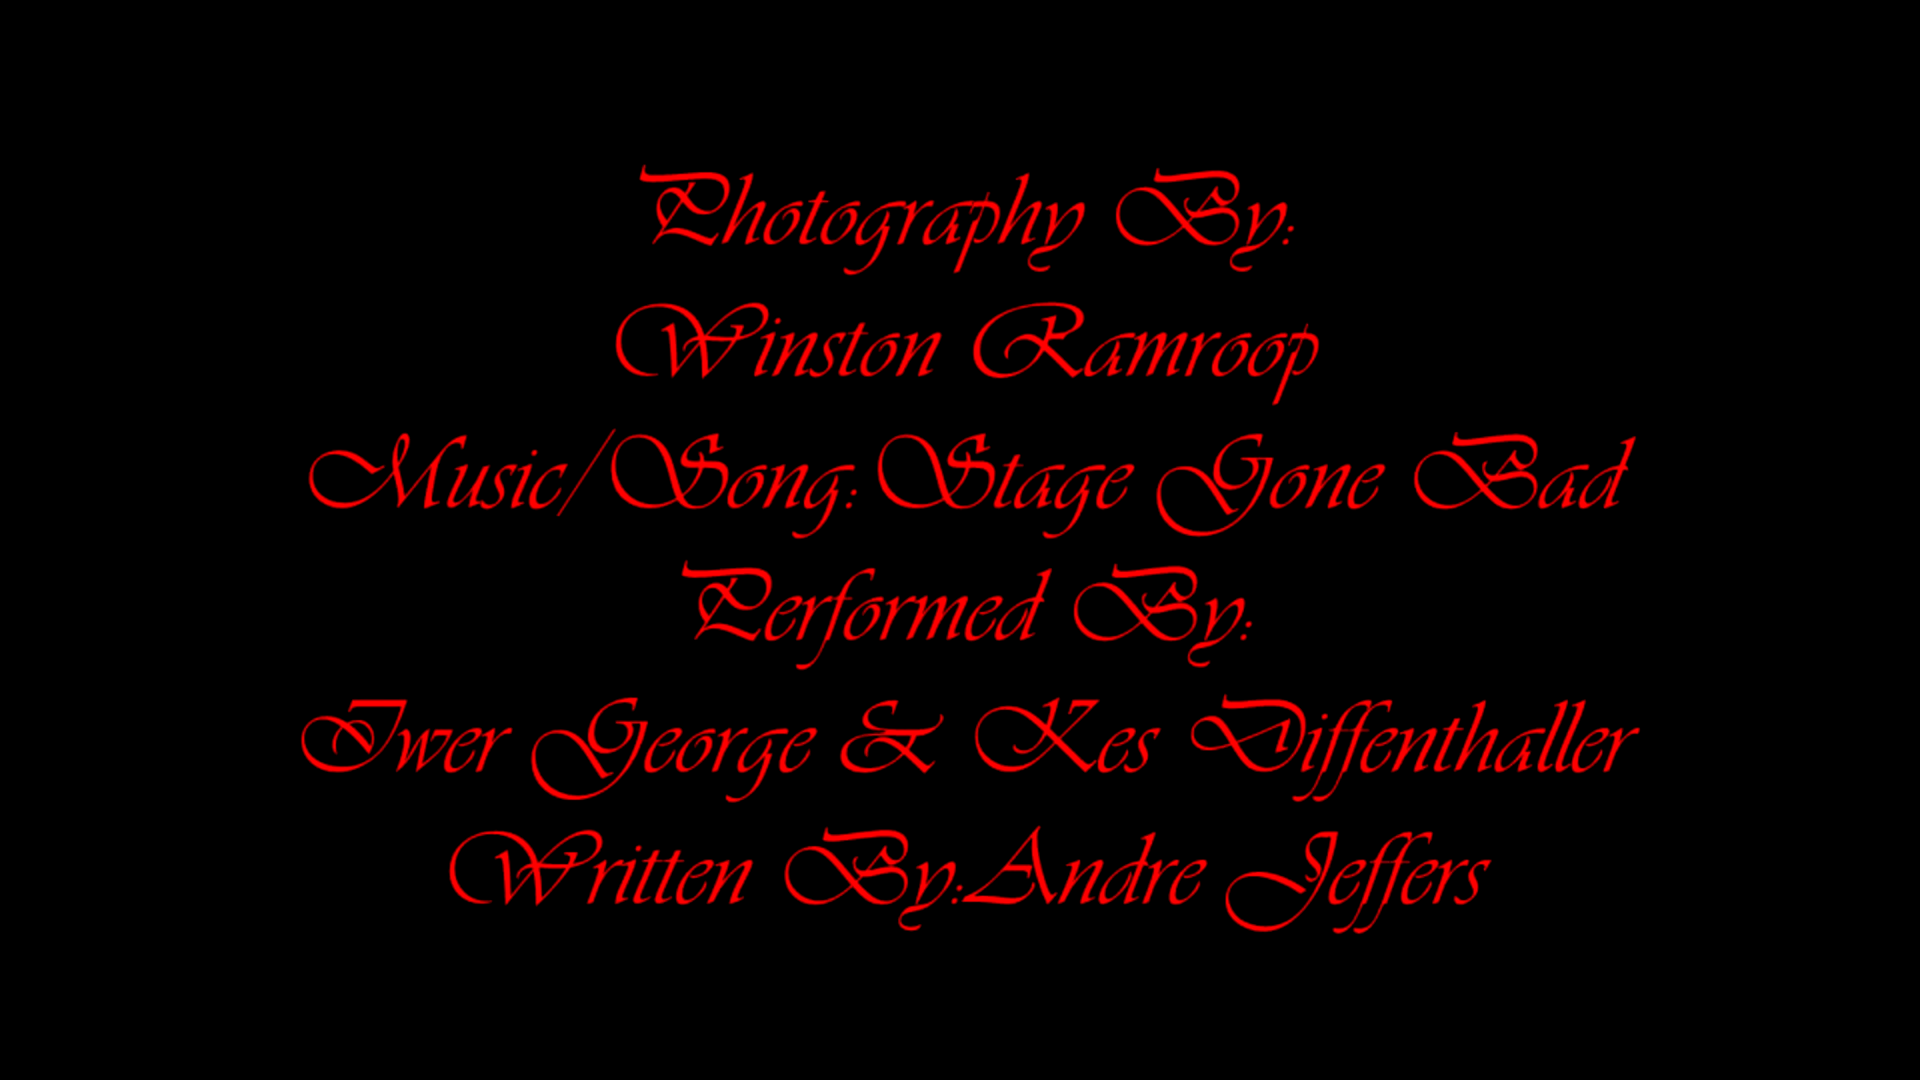 Photography By:
Winston Ramroop
Music/Song: Stage Gone Bad
Performed By:
Iwer George & Kes Diffenthaller
Written By:Andre Jeffers